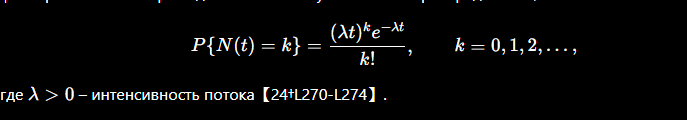 P{N(t) = k} = (λt)^k e^{−λt} / k!, k = 0, 1, 2, …,
где λ > 0 – интенсивность потока【24†L270-L274】.